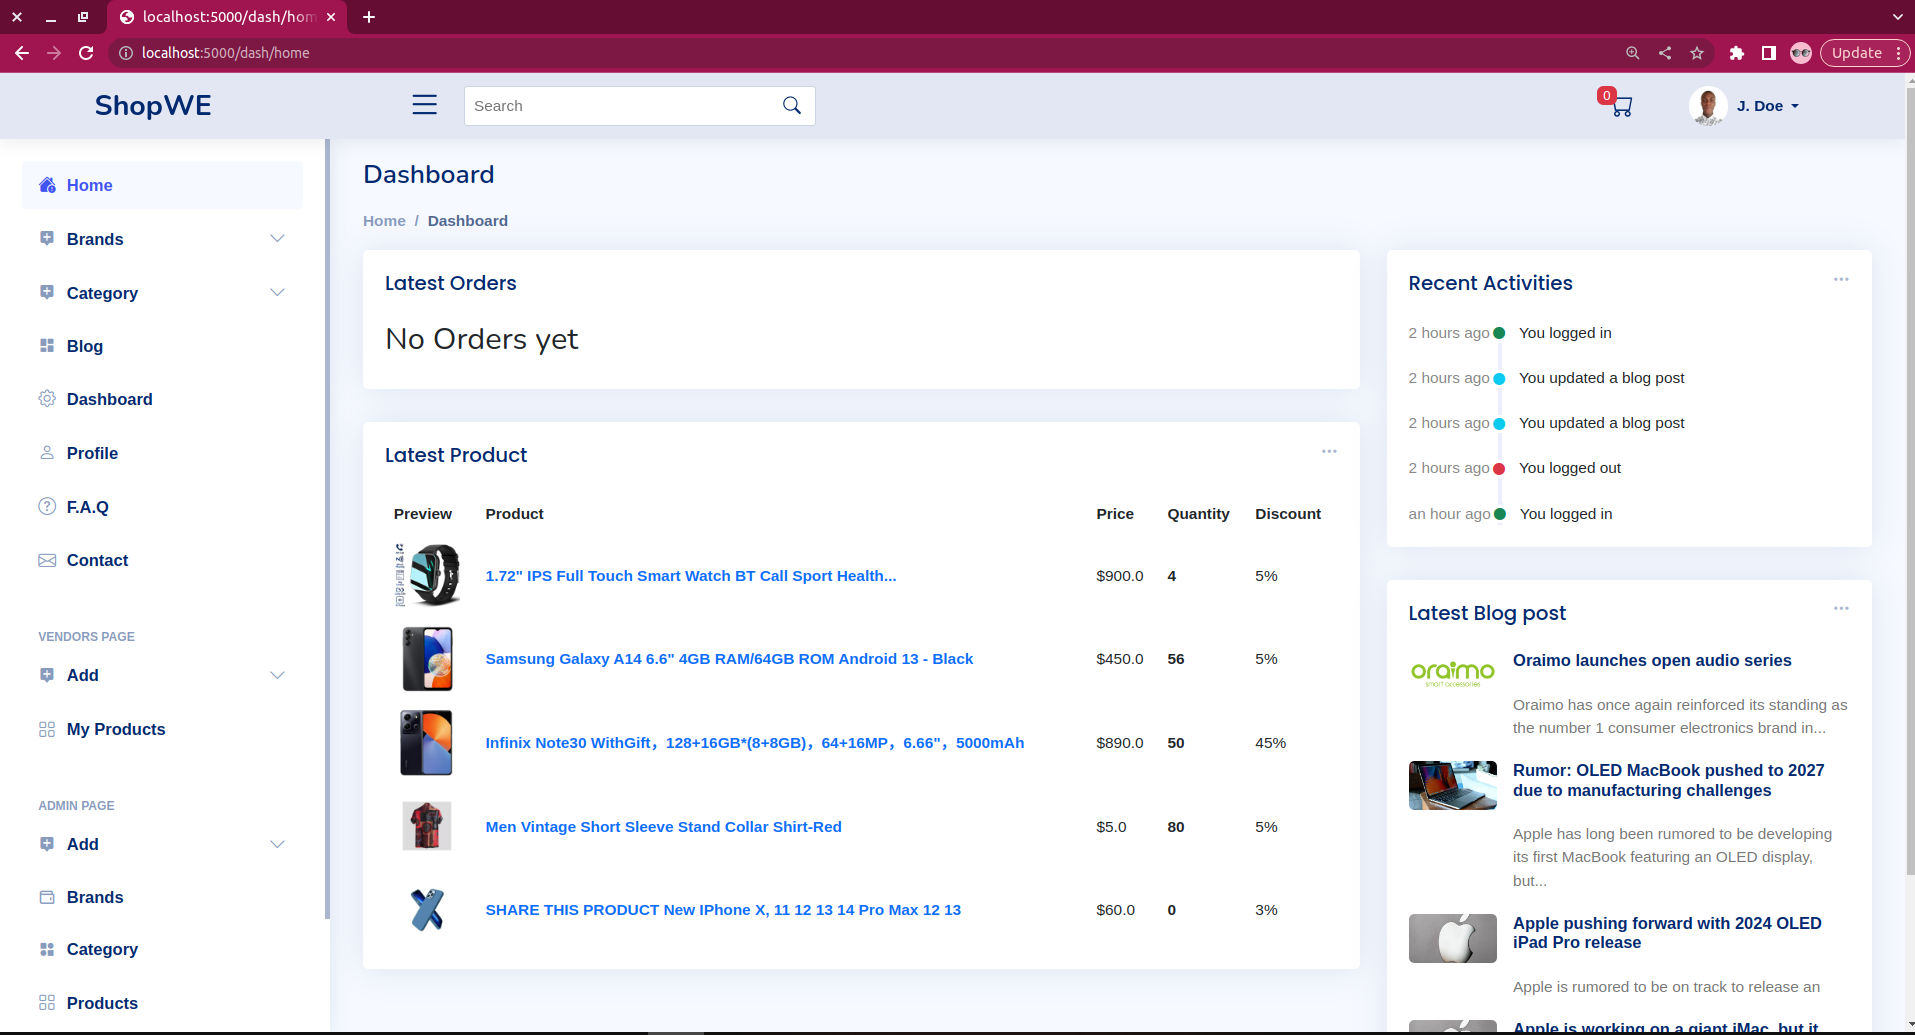 localhost:5000/dash/hom
localhost:5000/dash/home
Update
ShopWE
Search
0
J. Doe
Home
Brands
Category
Blog
Dashboard
Profile
F.A.Q
Contact
VENDORS PAGE
Add
My Products
ADMIN PAGE
Add
Brands
Category
Products
Dashboard
Home / Dashboard
Latest Orders
No Orders yet
Latest Product
Preview Product Price Quantity Discount
1.72" IPS Full Touch Smart Watch BT Call Sport Health... $900.0 4 5%
Samsung Galaxy A14 6.6" 4GB RAM/64GB ROM Android 13 - Black $450.0 56 5%
Infinix Note30 WithGift，128+16GB*(8+8GB)，64+16MP，6.66"，5000mAh $890.0 50 45%
Men Vintage Short Sleeve Stand Collar Shirt-Red $5.0 80 5%
SHARE THIS PRODUCT New IPhone X, 11 12 13 14 Pro Max 12 13 $60.0 0 3%
Recent Activities
2 hours ago You logged in
2 hours ago You updated a blog post
2 hours ago You updated a blog post
2 hours ago You logged out
an hour ago You logged in
Latest Blog post
oraimo
smart accessories
Oraimo launches open audio series
Oraimo has once again reinforced its standing as
the number 1 consumer electronics brand in...
Rumor: OLED MacBook pushed to 2027
due to manufacturing challenges
Apple has long been rumored to be developing
its first MacBook featuring an OLED display,
but...
Apple pushing forward with 2024 OLED
iPad Pro release
Apple is rumored to be on track to release an
Apple is working on a giant iMac, but it